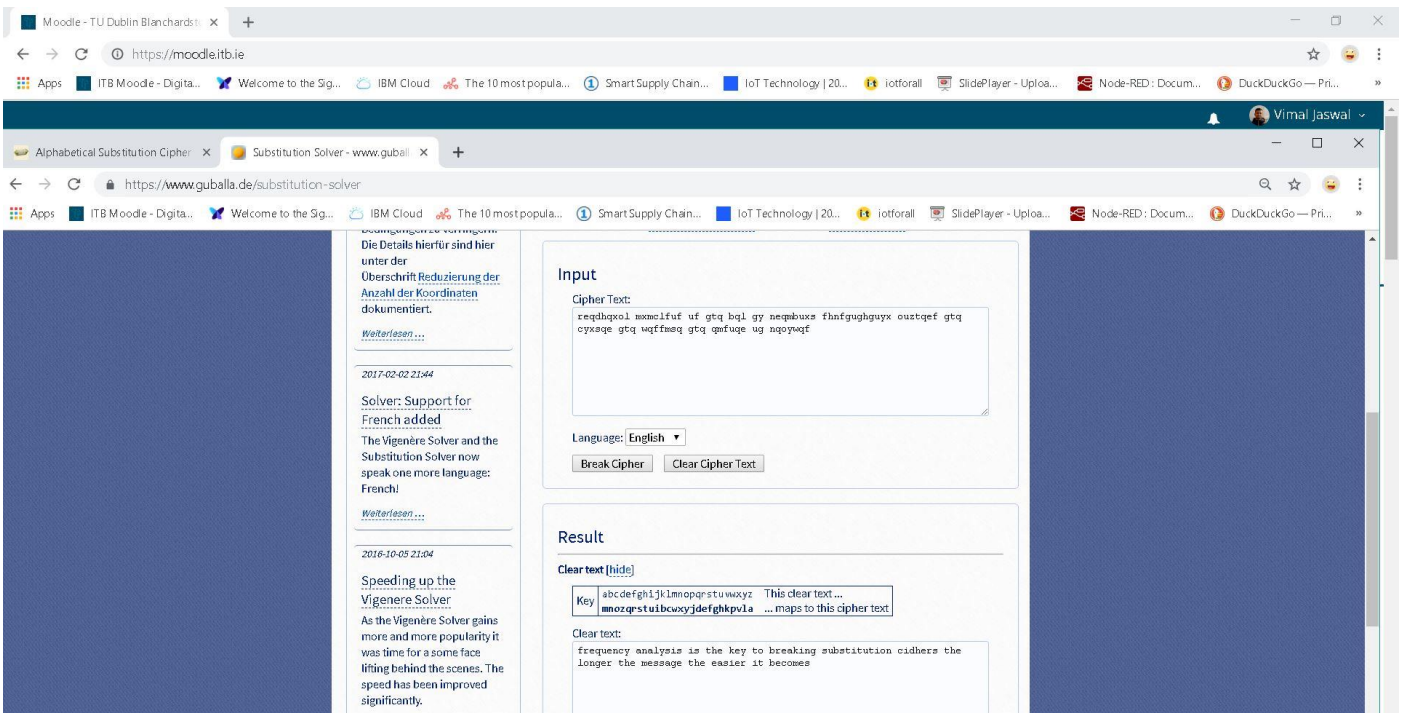 Moodle - TU Dublin Blanchardst
https://moodle.itb.ie
Apps ITB Moodle - Digita... Welcome to the Sig... IBM Cloud The 10 most popula... Smart Supply Chain... IoT Technology | 20... iotforall SlidePlayer - Uploa... Node-RED : Docum... DuckDuckGo — Pri... »
Vimal Jaswal
Alphabetical Substitution Cipher Substitution Solver - www.guball
https://www.guballa.de/substitution-solver
Apps ITB Moodle - Digita... Welcome to the Sig... IBM Cloud The 10 most popula... Smart Supply Chain... IoT Technology | 20... iotforall SlidePlayer - Uploa... Node-RED : Docum... DuckDuckGo — Pri... »
Bedingungen zu verringern.
Die Details hierfür sind hier
unter der
Überschrift Reduzierung der
Anzahl der Koordinaten
dokumentiert.
Weiterlesen ...
2017-02-02 21:44
Solver: Support for
French added
The Vigenère Solver and the
Substitution Solver now
speak one more language:
French!
Weiterlesen ...
2016-10-05 21:04
Speeding up the
Vigenere Solver
As the Vigenère Solver gains
more and more popularity it
was time for a some face
lifting behind the scenes. The
speed has been improved
significantly.
Input
Cipher Text:
reqdhqxol mxmclfuf uf gtq bql gy neqmbuxs fhnfgughguyx ouztqef gtq
cyxsqe gtq wqffmsq gtq qmfuqe ug nqoywqf
Language: English
Break Cipher Clear Cipher Text
Result
Clear text [hide]
Key abcdefghijklmnopqrstuvwxyz This clear text ...
mnozqrstuibcwxyjdefghkpvla ... maps to this cipher text
Clear text:
frequency analysis is the key to breaking substitution cidhers the
longer the message the easier it becomes